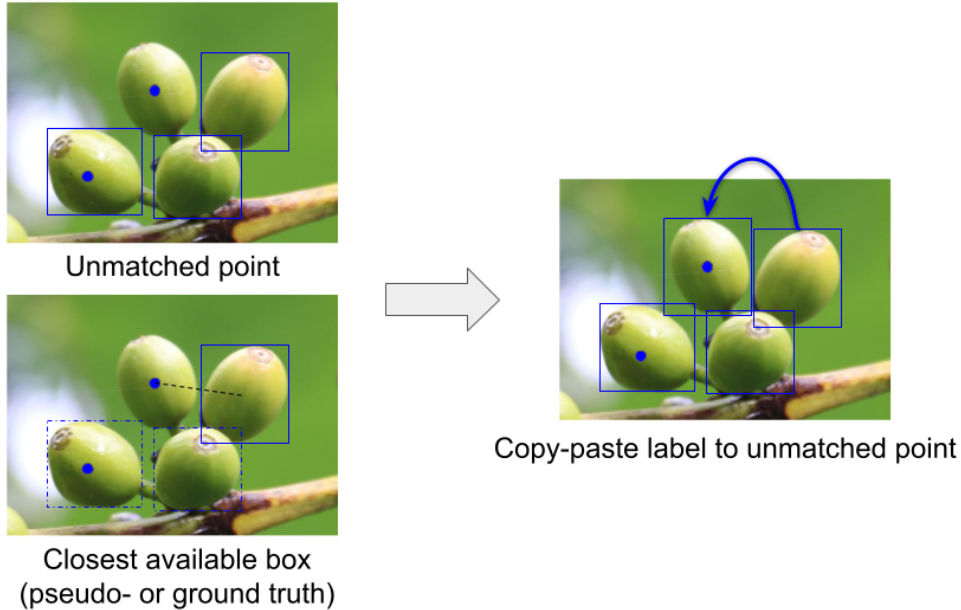 Unmatched point
Closest available box
(pseudo- or ground truth)
Copy-paste label to unmatched point